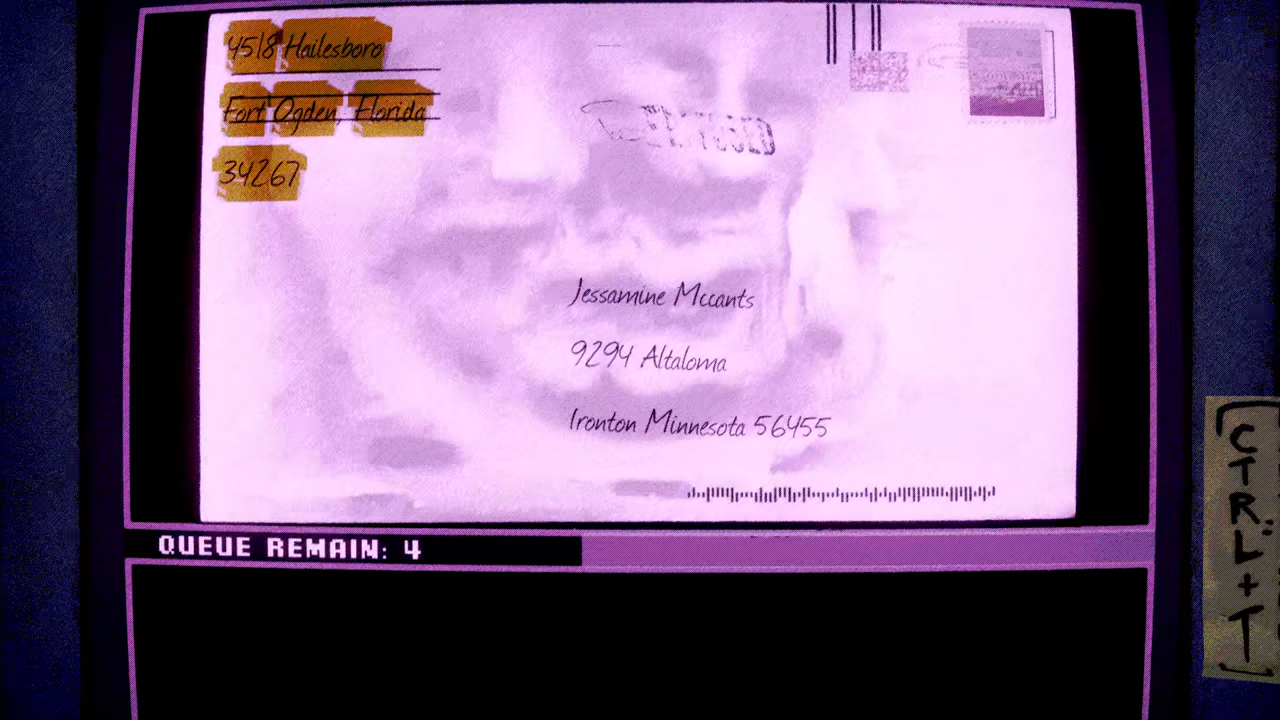 4518 Hailesboro
Fort Ogden, Florida
34267
Jessamine Mccants
9294 Altaloma
Ironton Minnesota 56455
QUEUE REMAIN: 4
[CTRL+T]